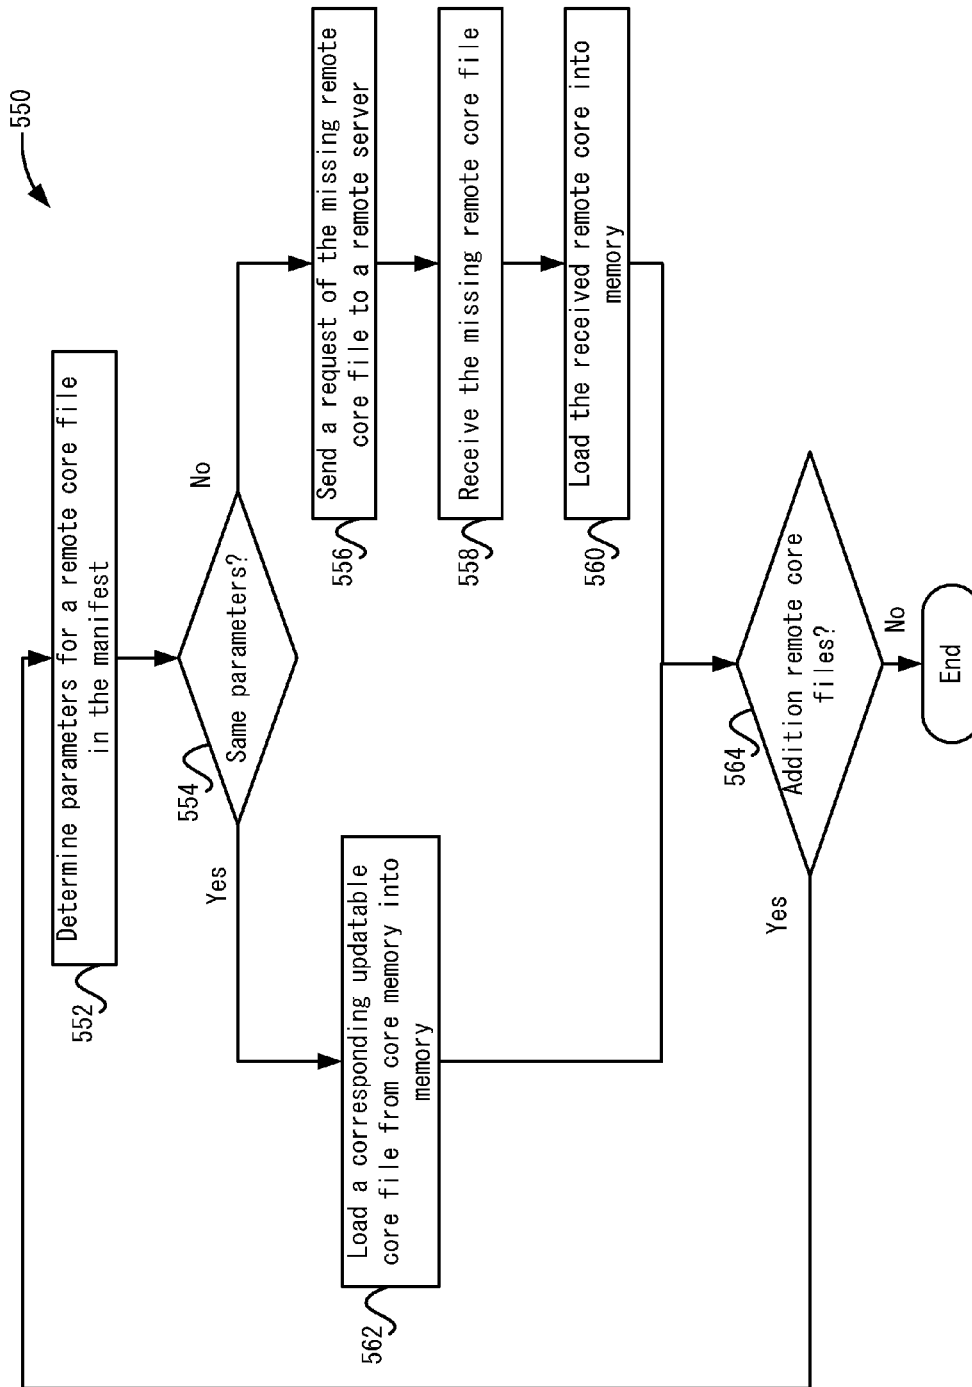 550
Determine parameters for a remote core file
in the manifest
552
Same parameters?
554
No
Yes
Send a request of the missing remote
core file to a remote server
556
Receive the missing remote core file
558
Load the received remote core into
memory
560
Load a corresponding updatable
core file from core memory into
memory
562
Addition remote core
files?
564
Yes
No
End